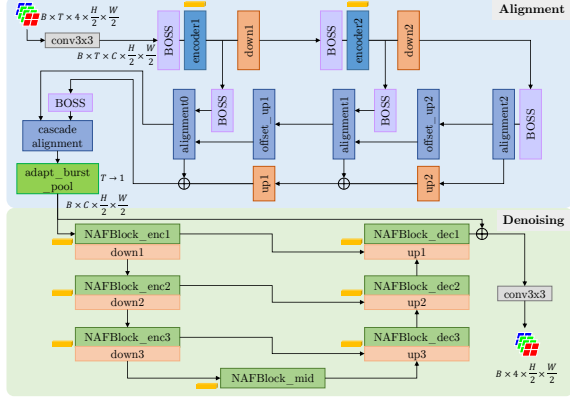 Alignment
B × T × 4 × H/2 × W/2
conv3x3
B × T × C × H/2 × W/2
BOSS
encoder1
down1
BOSS
encoder2
down2
BOSS
cascade
alignment
adapt_burst
_pool
T → 1
B × C × H/2 × W/2
alignment0
BOSS
offset_up1
alignment1
BOSS
offset_up2
alignment2
BOSS
up1
up2
Denoising
NAFBlock_enc1
down1
NAFBlock_enc2
down2
NAFBlock_enc3
down3
NAFBlock_mid
NAFBlock_dec1
up1
NAFBlock_dec2
up2
NAFBlock_dec3
up3
conv3x3
B × 4 × H/2 × W/2